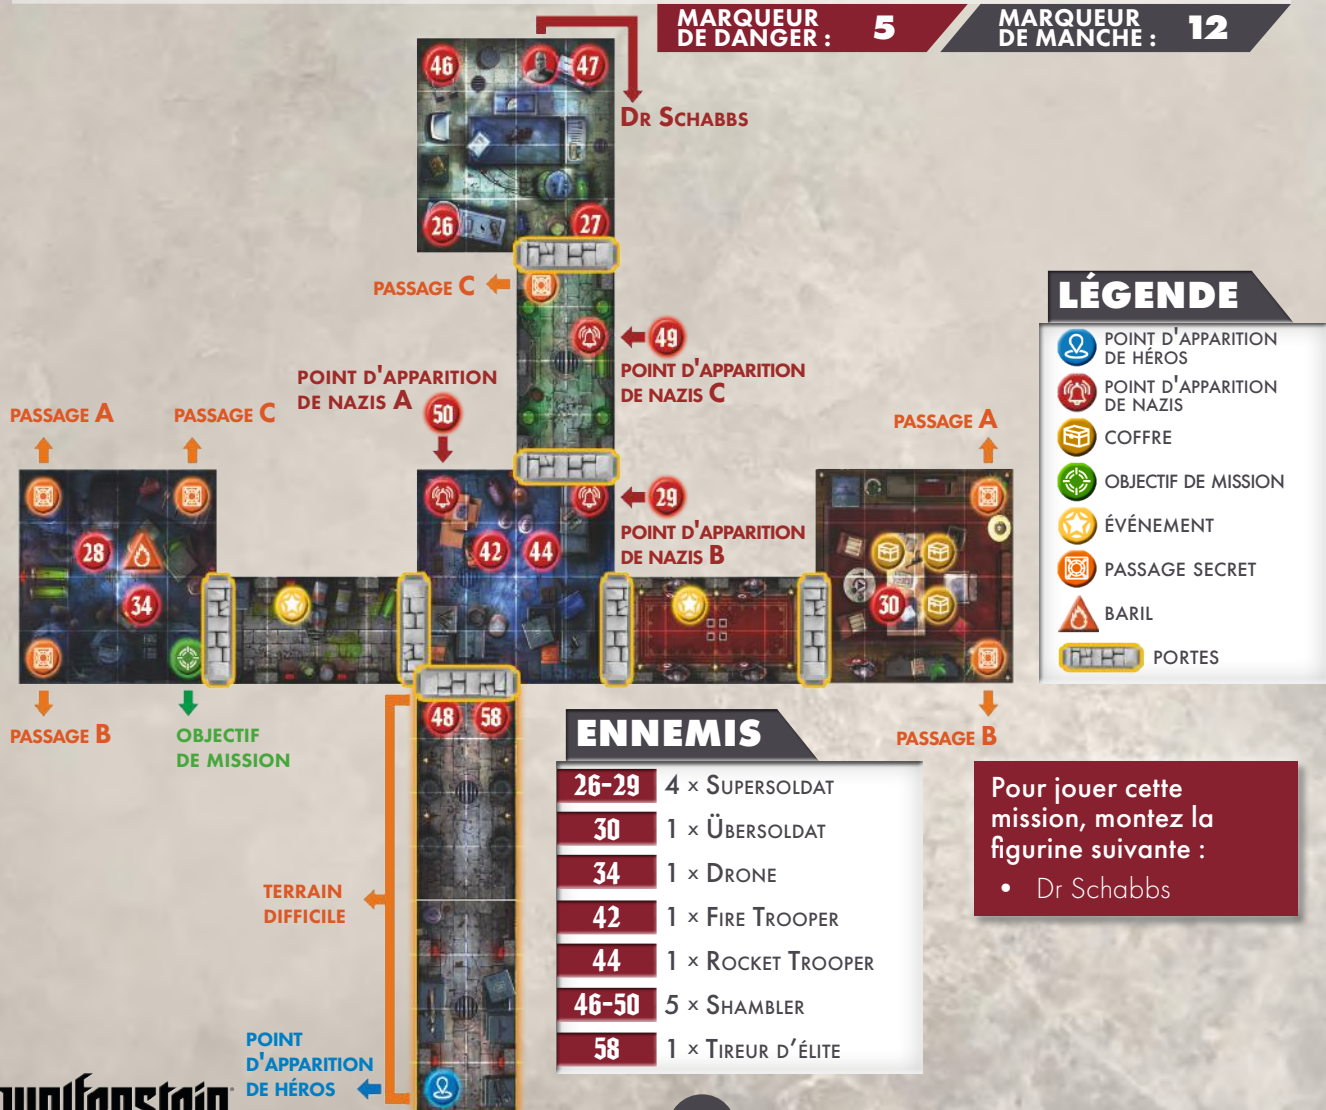 MARQUEUR
DE DANGER : 5
MARQUEUR
DE MANCHE : 12
46
47
DR SCHABBS
26
27
PASSAGE C
49
POINT D'APPARITION
DE NAZIS C
POINT D'APPARITION
DE NAZIS A
50
PASSAGE A
PASSAGE C
PASSAGE A
29
POINT D'APPARITION
DE NAZIS B
28
34
42
44
30
PASSAGE B
OBJECTIF
DE MISSION
48
58
PASSAGE B
TERRAIN
DIFFICILE
POINT
D'APPARITION
DE HÉROS
LÉGENDE
POINT D'APPARITION
DE HÉROS
POINT D'APPARITION
DE NAZIS
COFFRE
OBJECTIF DE MISSION
ÉVÉNEMENT
PASSAGE SECRET
BARIL
PORTES
ENNEMIS
26-29 4 × SUPERSOLDAT
30 1 × ÜBERSOLDAT
34 1 × DRONE
42 1 × FIRE TROOPER
44 1 × ROCKET TROOPER
46-50 5 × SHAMBLER
58 1 × TIREUR D'ÉLITE
Pour jouer cette
mission, montez la
figurine suivante :
• Dr Schabbs
Wolfenstein